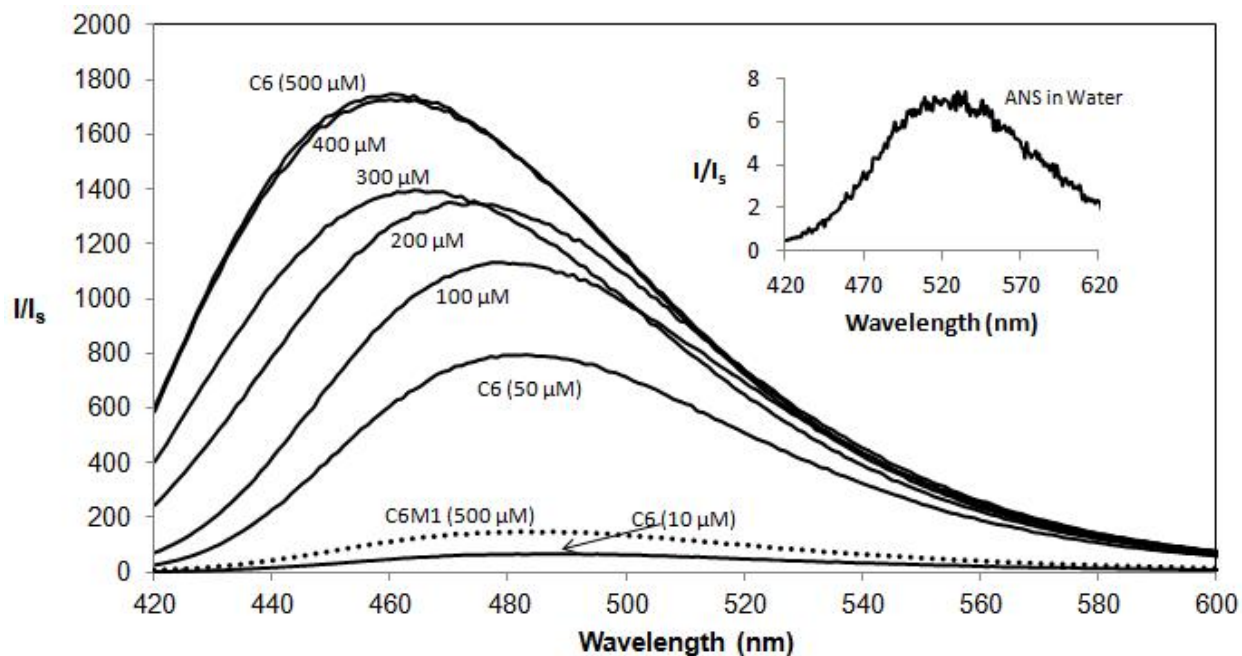 2000
1800
1600
1400
1200
1000
800
600
400
200
0
I/Is
420 440 460 480 500 520 540 560 580 600
Wavelength (nm)
C6 (500 µM)
400 µM
300 µM
200 µM
100 µM
C6 (50 µM)
C6M1 (500 µM)
C6 (10 µM)
8
6
4
2
0
I/Is
ANS in Water
420 470 520 570 620
Wavelength (nm)